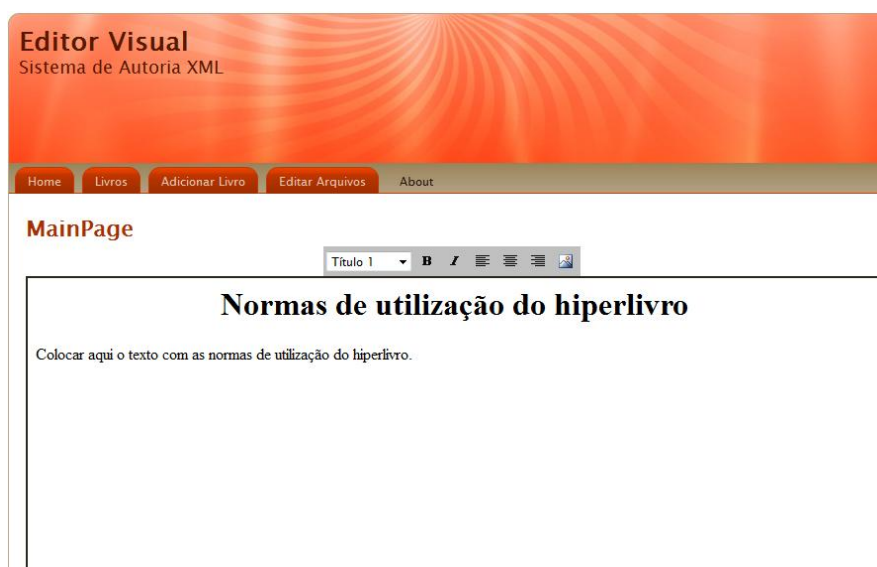 Editor Visual
Sistema de Autoria XML
Home Livros Adicionar Livro Editar Arquivos About
MainPage
Título 1 B I
Normas de utilização do hiperlivro
Colocar aqui o texto com as normas de utilização do hiperlivro.